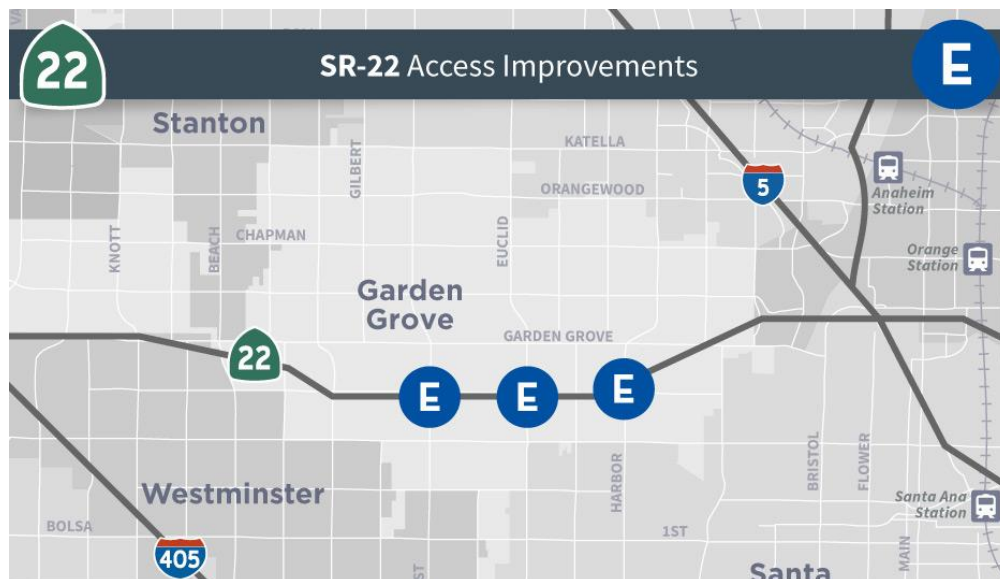 22
SR-22 Access Improvements
E
Stanton
KATELLA
GILBERT
ORANGEWOOD
5
Anaheim
Station
KNOTT
BEACH
CHAPMAN
EUCLID
Orange
Station
Garden
Grove
GARDEN GROVE
22
E
E
E
HARBOR
BRISTOL
FLOWER
Westminster
Santa Ana
Station
BOLSA
1ST
405
MAIN
ST
Santa